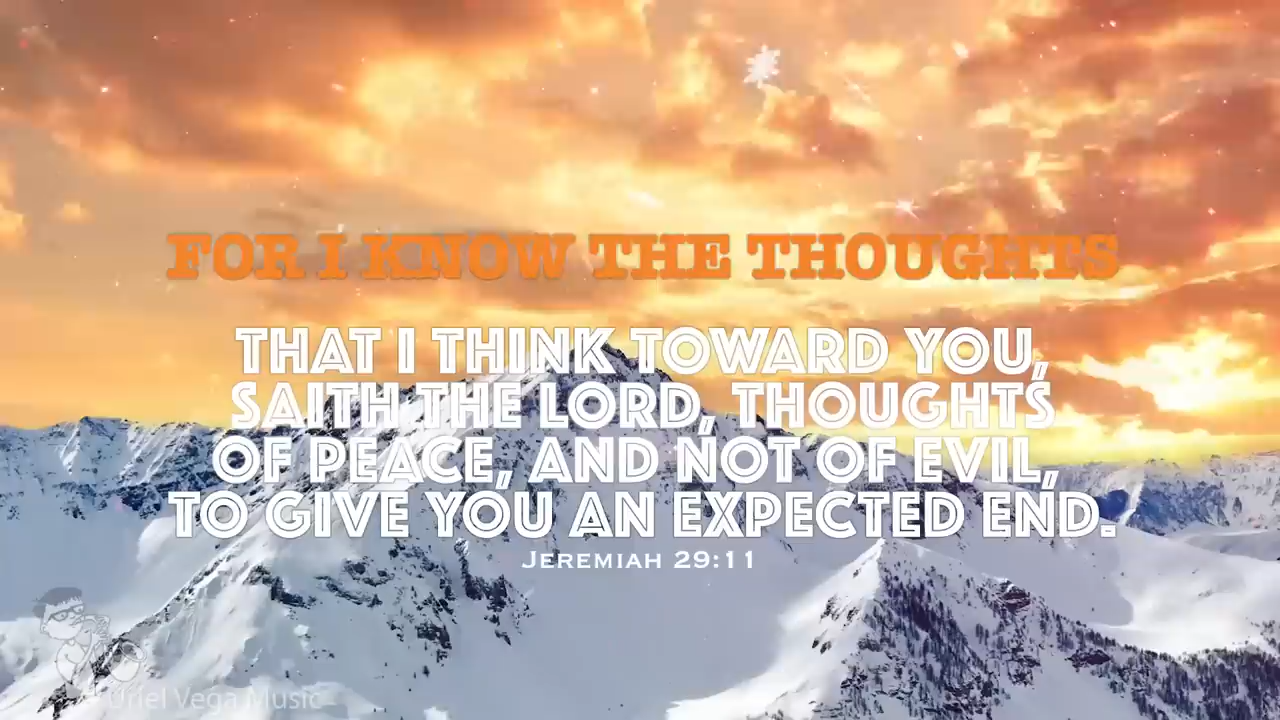 FOR I KNOW THE THOUGHTS
THAT I THINK TOWARD YOU,
SAITH THE LORD, THOUGHTS
OF PEACE, AND NOT OF EVIL,
TO GIVE YOU AN EXPECTED END.
JEREMIAH 29:11
Uriel Vega Music